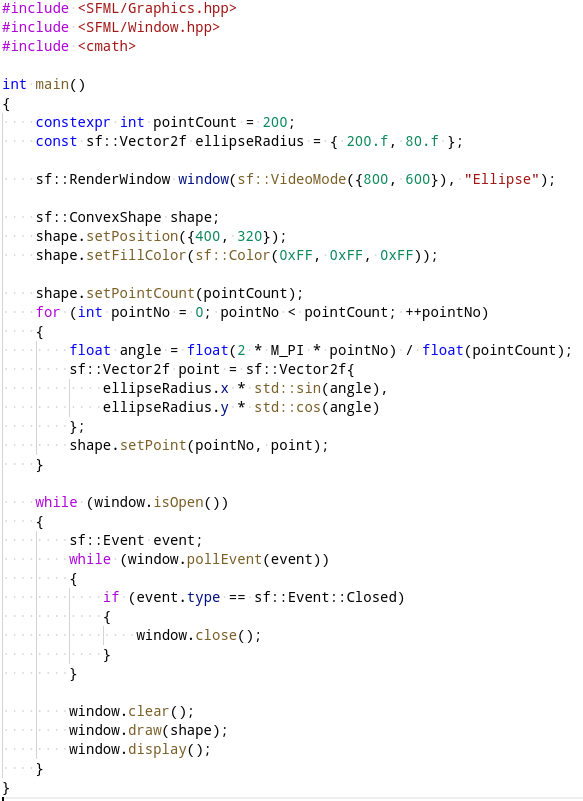 #include <SFML/Graphics.hpp>
#include <SFML/Window.hpp>
#include <cmath>

int main()
{
    constexpr int pointCount = 200;
    const sf::Vector2f ellipseRadius = { 200.f, 80.f };

    sf::RenderWindow window(sf::VideoMode({800, 600}), "Ellipse");

    sf::ConvexShape shape;
    shape.setPosition({400, 320});
    shape.setFillColor(sf::Color(0xFF, 0xFF, 0xFF));

    shape.setPointCount(pointCount);
    for (int pointNo = 0; pointNo < pointCount; ++pointNo)
    {
        float angle = float(2 * M_PI * pointNo) / float(pointCount);
        sf::Vector2f point = sf::Vector2f{
            ellipseRadius.x * std::sin(angle),
            ellipseRadius.y * std::cos(angle)
        };
        shape.setPoint(pointNo, point);
    }

    while (window.isOpen())
    {
        sf::Event event;
        while (window.pollEvent(event))
        {
            if (event.type == sf::Event::Closed)
            {
                window.close();
            }
        }

        window.clear();
        window.draw(shape);
        window.display();
    }
}